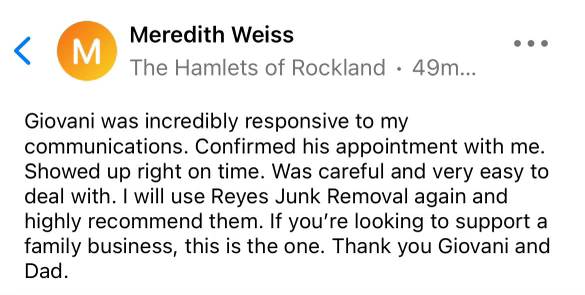 M
Meredith Weiss
The Hamlets of Rockland · 49m...
Giovani was incredibly responsive to my
communications. Confirmed his appointment with me.
Showed up right on time. Was careful and very easy to
deal with. I will use Reyes Junk Removal again and
highly recommend them. If you’re looking to support a
family business, this is the one. Thank you Giovani and
Dad.